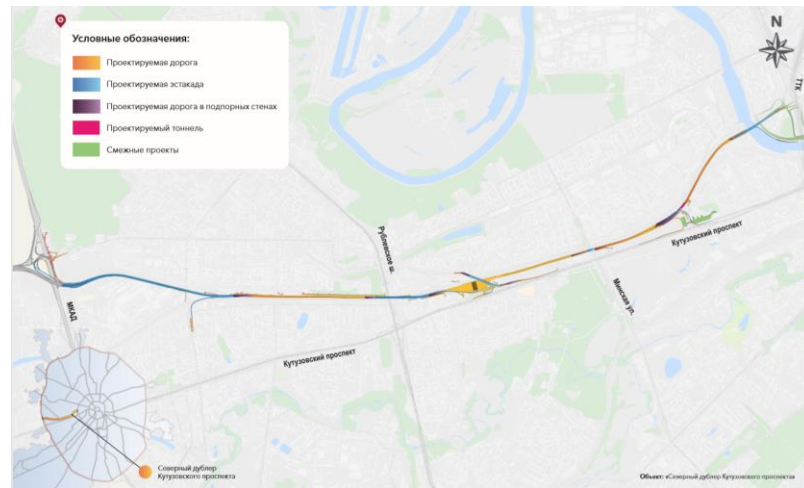 Условные обозначения:
Проектируемая дорога
Проектируемая эстакада
Проектируемая дорога в подпорных стенах
Проектируемый тоннель
Смежные проекты
N
ТТК
Рублевское ш.
Кутузовский проспект
Минская ул.
МКАД
Кутузовский проспект
Северный дублер
Кутузовского проспекта
Объект: «Северный дублер Кутузовского проспекта»